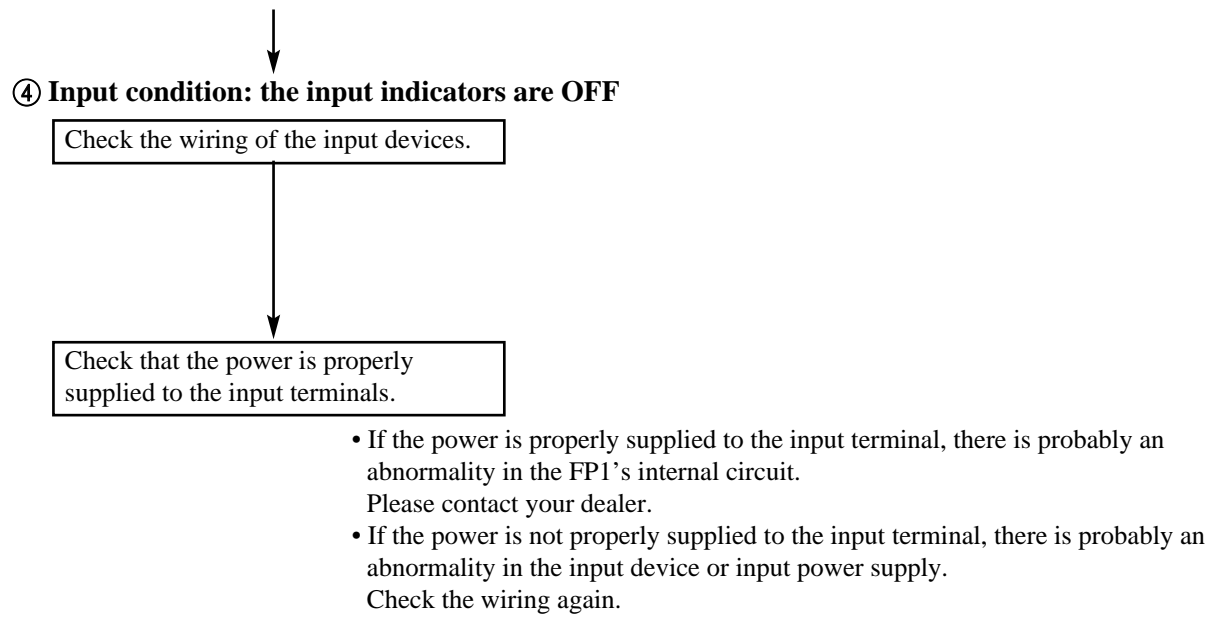 ④ Input condition: the input indicators are OFF
Check the wiring of the input devices.
Check that the power is properly
supplied to the input terminals.
• If the power is properly supplied to the input terminal, there is probably an
abnormality in the FP1’s internal circuit.
Please contact your dealer.
• If the power is not properly supplied to the input terminal, there is probably an
abnormality in the input device or input power supply.
Check the wiring again.